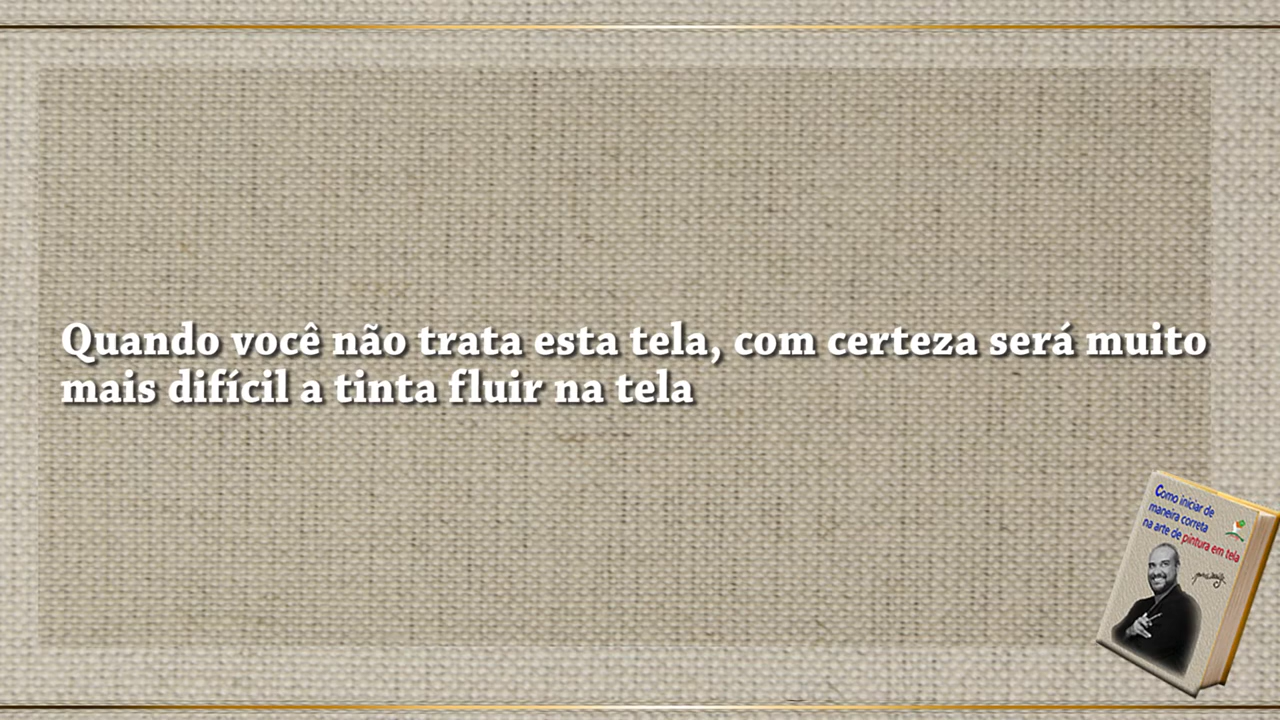 Quando você não trata esta tela, com certeza será muito
mais difícil a tinta fluir na tela
Como iniciar de
maneira correta
na arte de pintura em tela